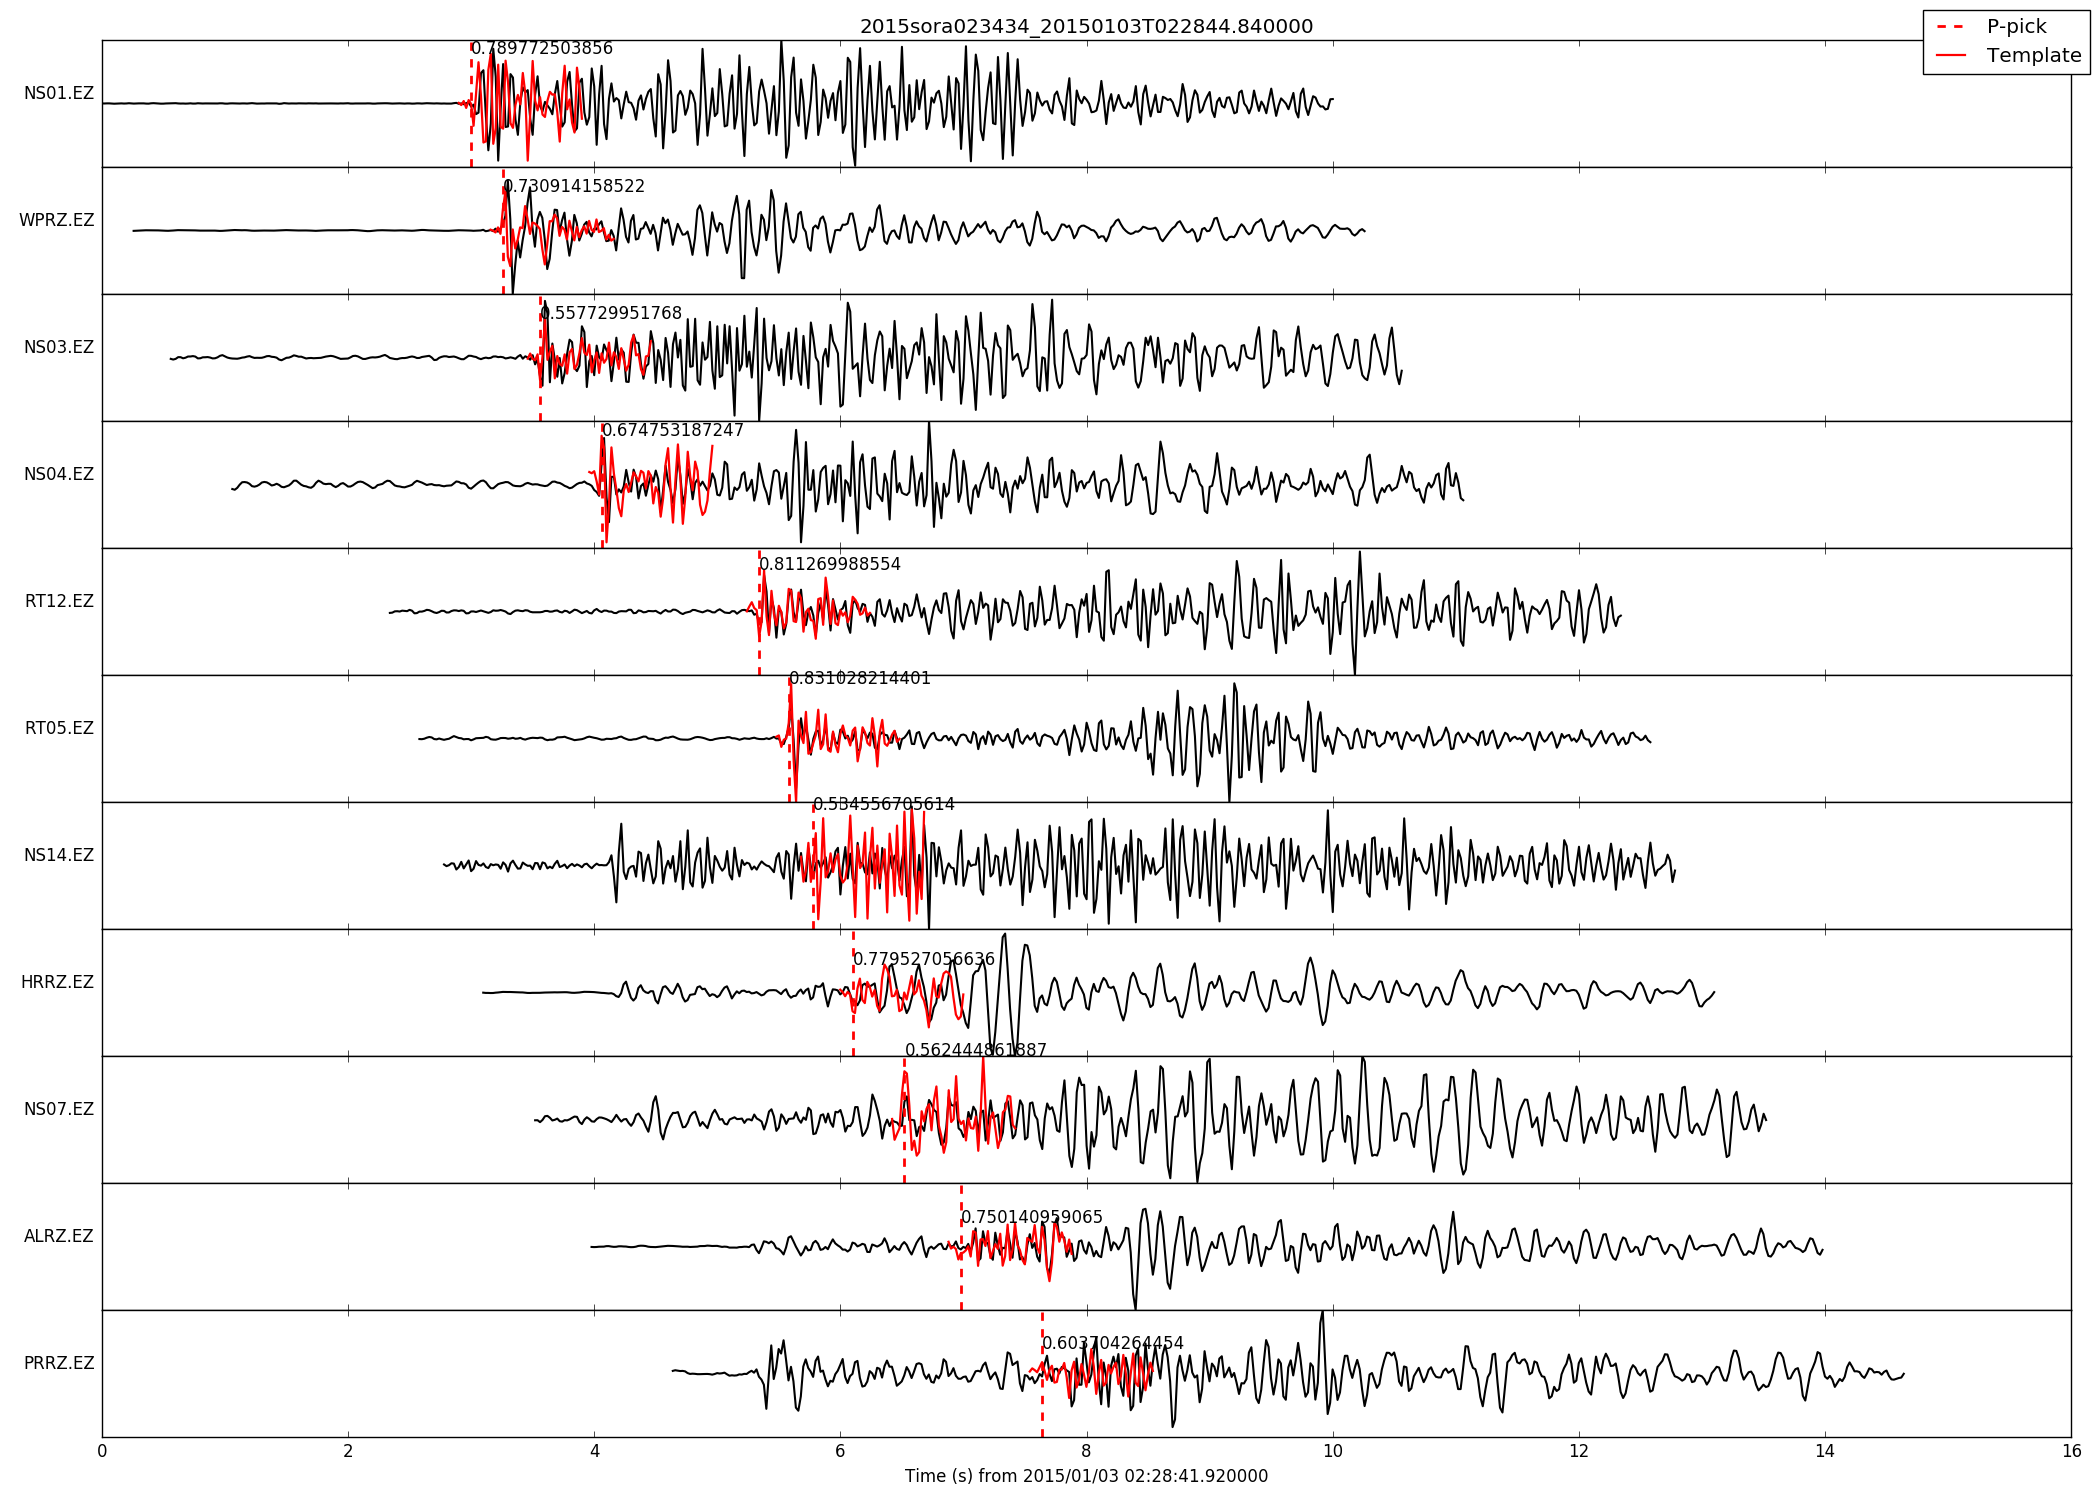 2015sora023434_20150103T022844.840000
P-pick
Template
NS01.EZ
0.789772503856
WPRZ.EZ
0.730914158522
NS03.EZ
0.557729951768
NS04.EZ
0.674753187247
RT12.EZ
0.811269988554
RT05.EZ
0.831028214401
NS14.EZ
0.534556705614
HRRZ.EZ
0.779527056636
NS07.EZ
0.562444861887
ALRZ.EZ
0.750140959065
PRRZ.EZ
0.603704264454
0 2 4 6 8 10 12 14 16
Time (s) from 2015/01/03 02:28:41.920000